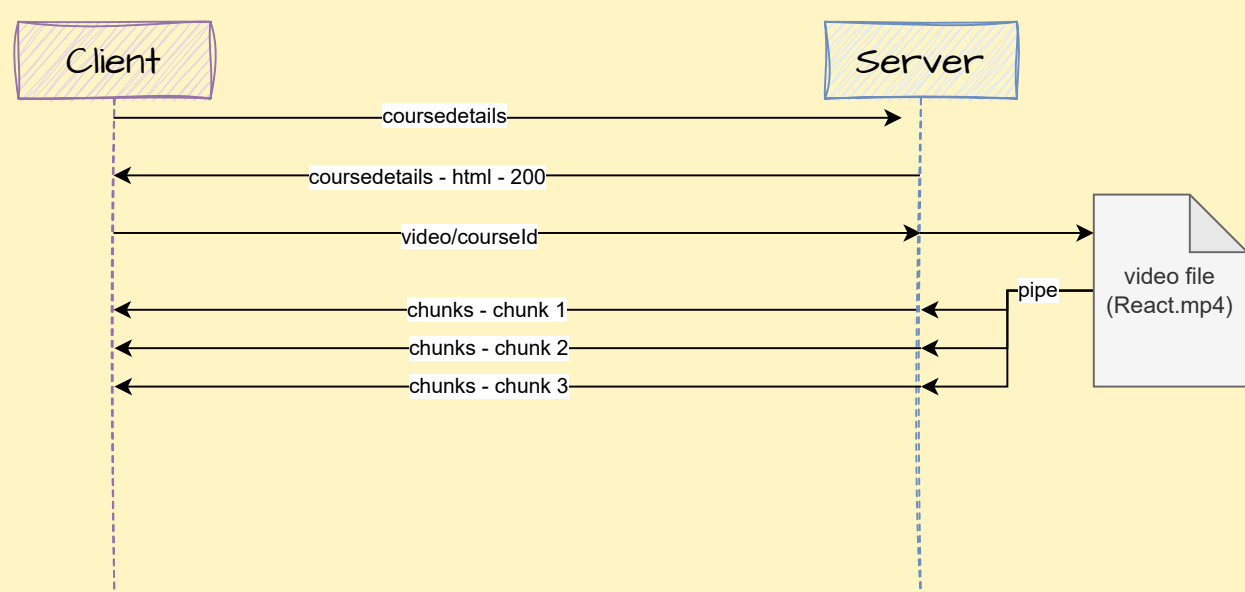 Client
Server
coursedetails
coursedetails - html - 200
video/courseId
video file
(React.mp4)
pipe
chunks - chunk 1
chunks - chunk 2
chunks - chunk 3